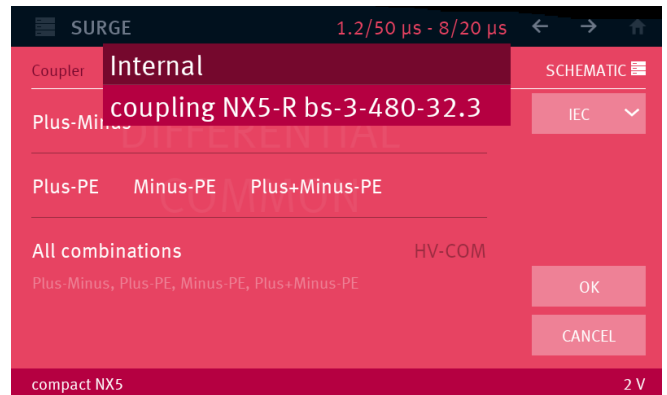 SURGE 1.2/50 µs - 8/20 µs
Coupler Internal SCHEMATIC
coupling NX5-R bs-3-480-32.3
Plus-Minus IEC
DIFFERENTIAL
Plus-PE Minus-PE Plus+Minus-PE
COMMON
All combinations HV-COM
Plus-Minus, Plus-PE, Minus-PE, Plus+Minus-PE
OK
CANCEL
compact NX5 2 V